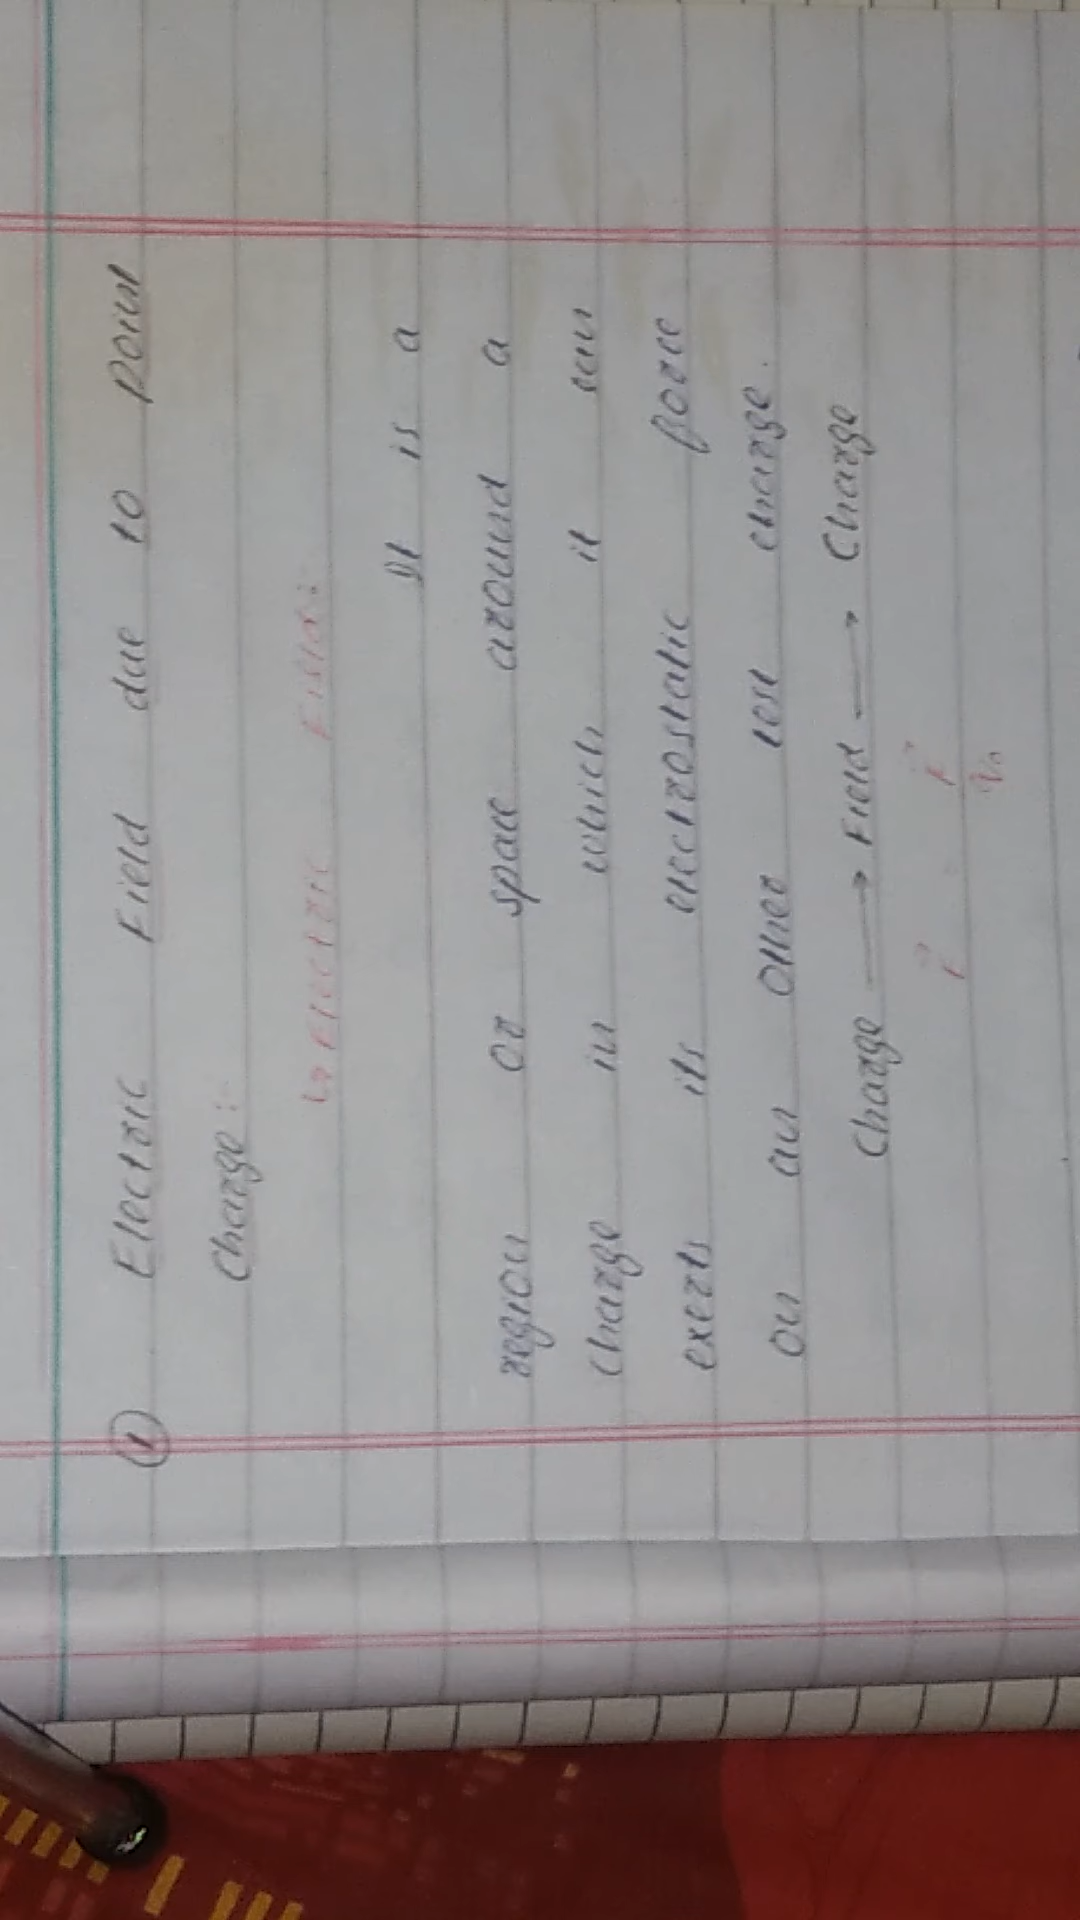 ① Electric Field due to Point
Charge:
↳ Electric Field:
It is a
region or space around a
charge in which it can
exerts its electrostatic force
on an other test charge.
Charge → Field → Charge